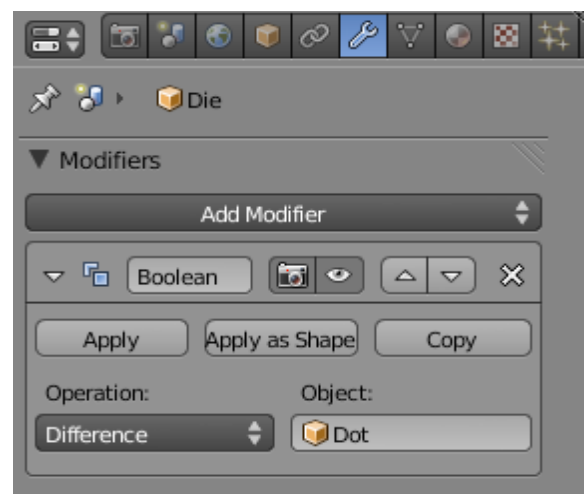 Die
Modifiers
Add Modifier
Boolean
Apply Apply as Shape Copy
Operation: Object:
Difference Dot